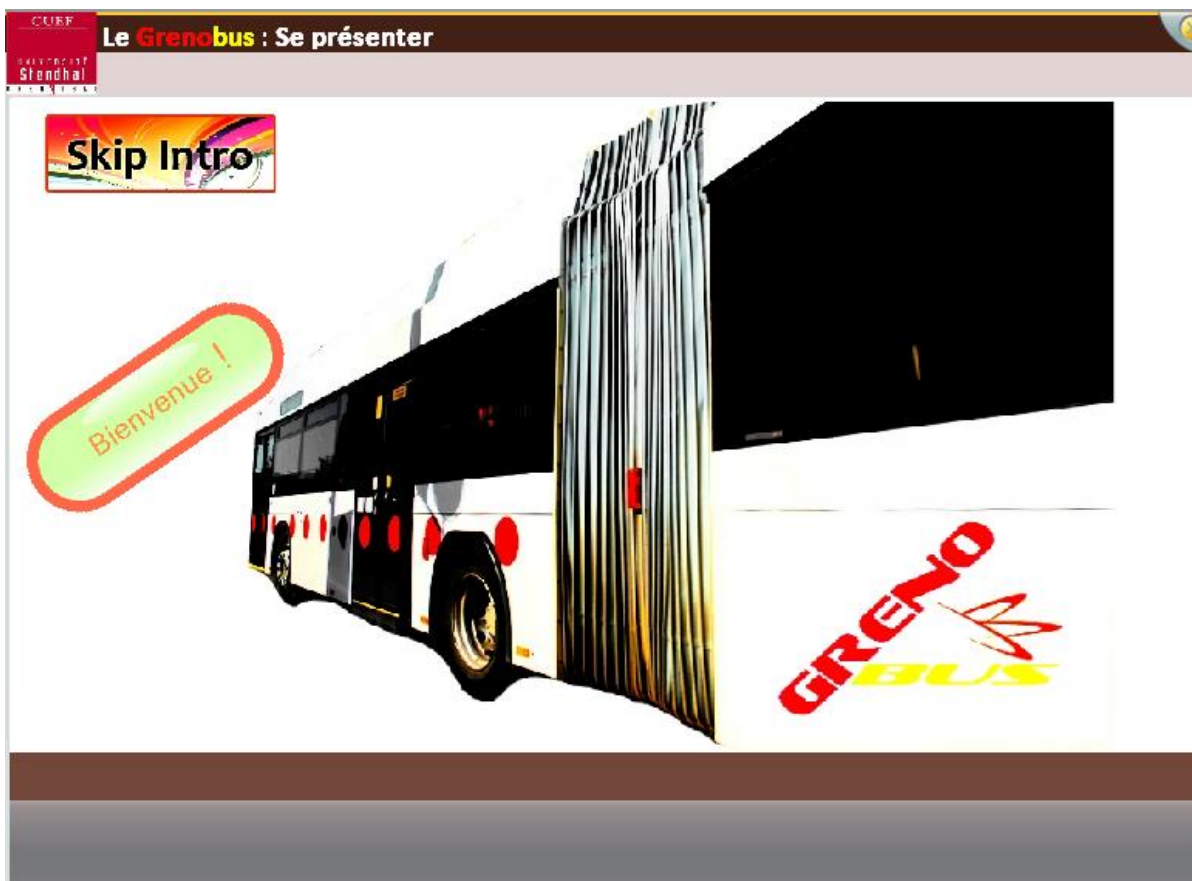 CUEF
Le Grenobus : Se présenter
UNIVERSITÉ
Stendhal
Skip Intro
Bienvenue !
GRENO
BUS